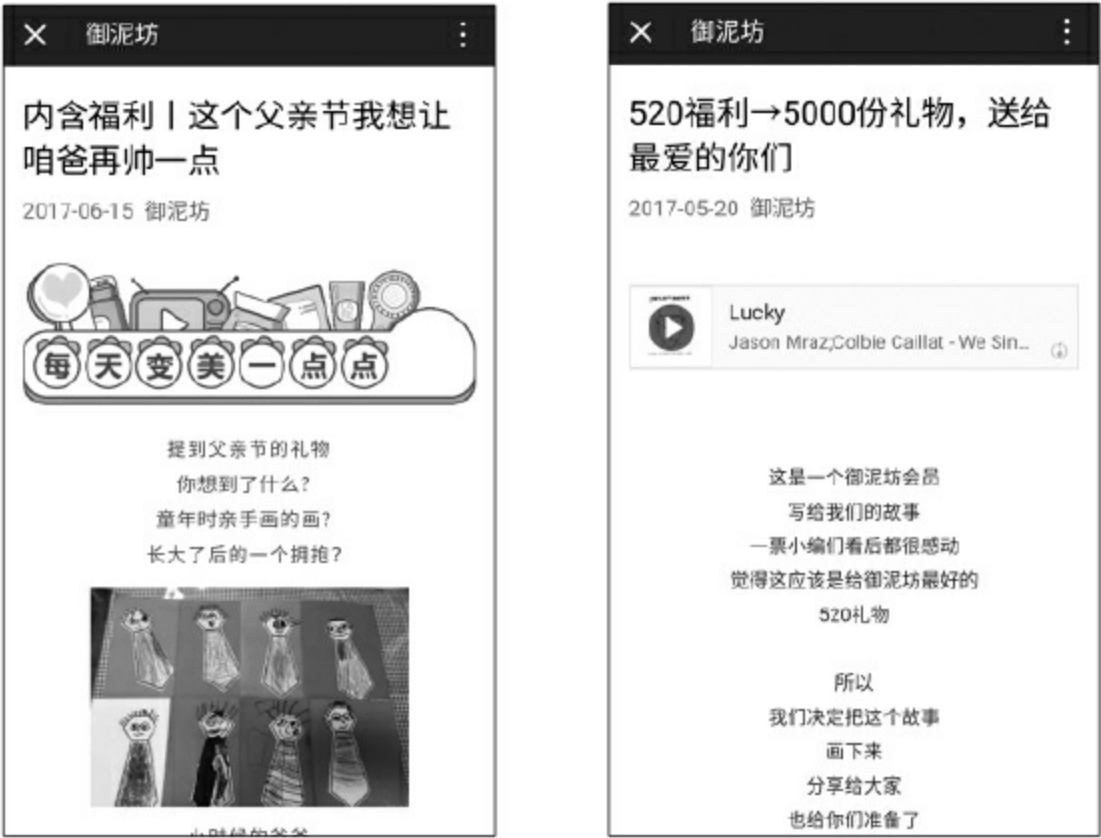 御泥坊
内含福利丨这个父亲节我想让
咱爸再帅一点
2017-06-15 御泥坊
每天变美一点点
提到父亲节的礼物
你想到了什么?
童年时亲手画的画?
长大了后的一个拥抱?
小时候的爸爸
御泥坊
520福利→5000份礼物，送给
最爱的你们
2017-05-20 御泥坊
Lucky
Jason Mraz;Colbie Caillat - We Sin...
这是一个御泥坊会员
写给我们的故事
一票小编们看后都很感动
觉得这应该是给御泥坊最好的
520礼物
所以
我们决定把这个故事
画下来
分享给大家
也给你们准备了